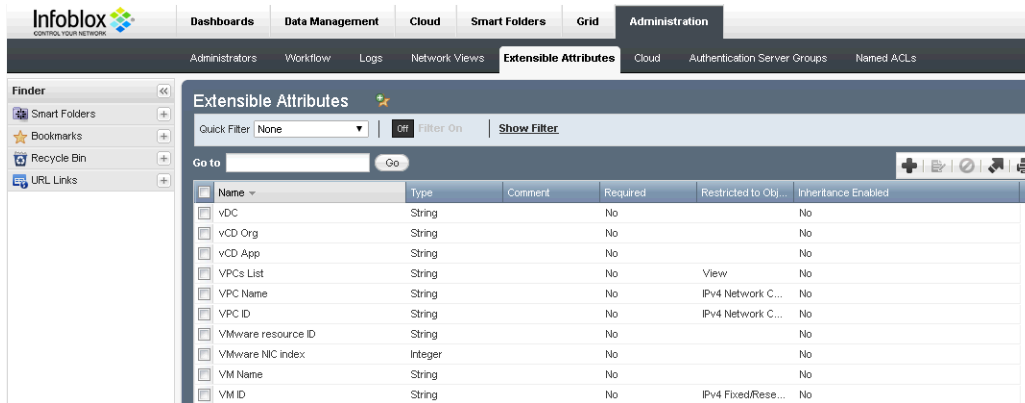 Infoblox
CONTROL YOUR NETWORK
Dashboards Data Management Cloud Smart Folders Grid Administration
Administrators Workflow Logs Network Views Extensible Attributes Cloud Authentication Server Groups Named ACLs
Finder
Smart Folders
Bookmarks
Recycle Bin
URL Links
Extensible Attributes
Quick Filter None Off Filter On Show Filter
Go to Go
Name Type Comment Required Restricted to Obj... Inheritance Enabled
vDC String No No
vCD Org String No No
vCD App String No No
VPCs List String No View No
VPC Name String No IPv4 Network C... No
VPC ID String No IPv4 Network C... No
VMware resource ID String No No
VMware NIC index Integer No No
VM Name String No No
VM ID String No IPv4 Fixed/Rese... No